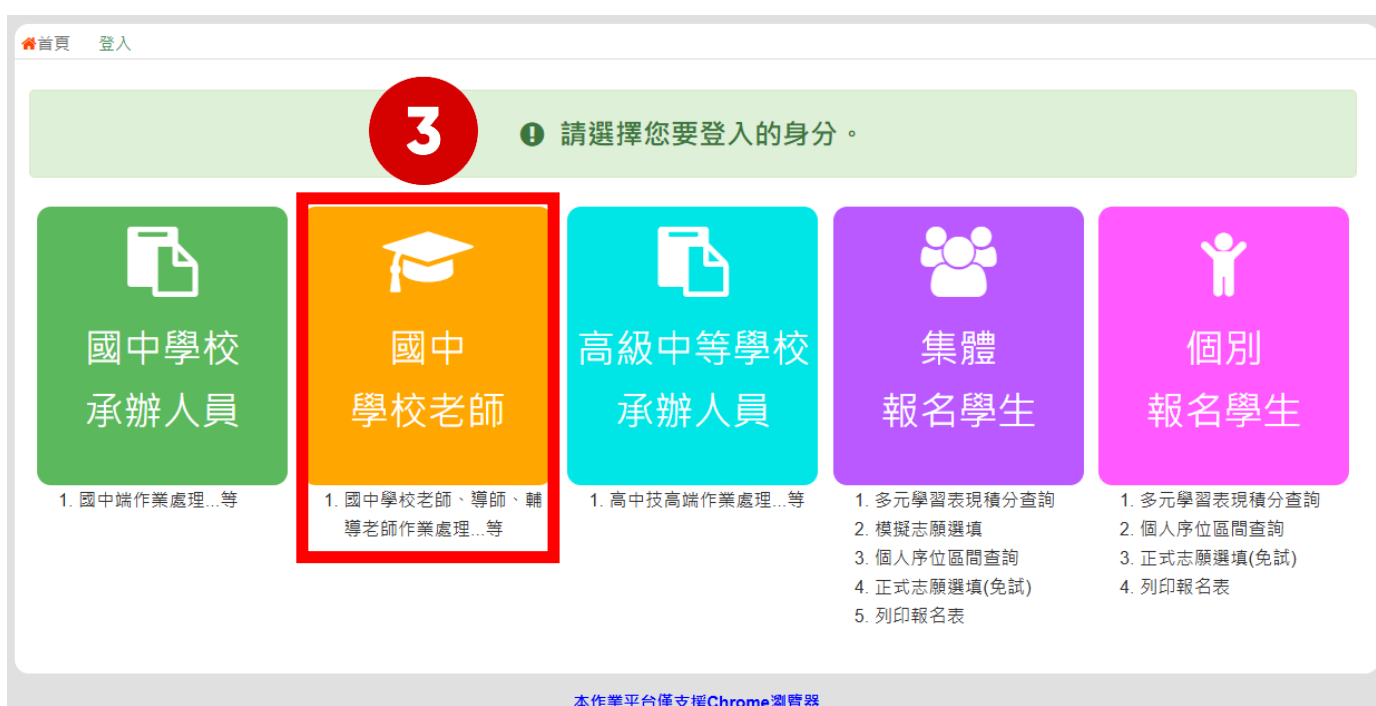 首頁 登入
3
請選擇您要登入的身分。
國中學校
承辦人員
1. 國中端作業處理...等
國中
學校老師
1. 國中學校老師、導師、輔
導老師作業處理...等
高級中等學校
承辦人員
1. 高中技高端作業處理...等
集體
報名學生
1. 多元學習表現積分查詢
2. 模擬志願選填
3. 個人序位區間查詢
4. 正式志願選填(免試)
5. 列印報名表
個別
報名學生
1. 多元學習表現積分查詢
2. 個人序位區間查詢
3. 正式志願選填(免試)
4. 列印報名表
本作業平台僅支援Chrome瀏覽器